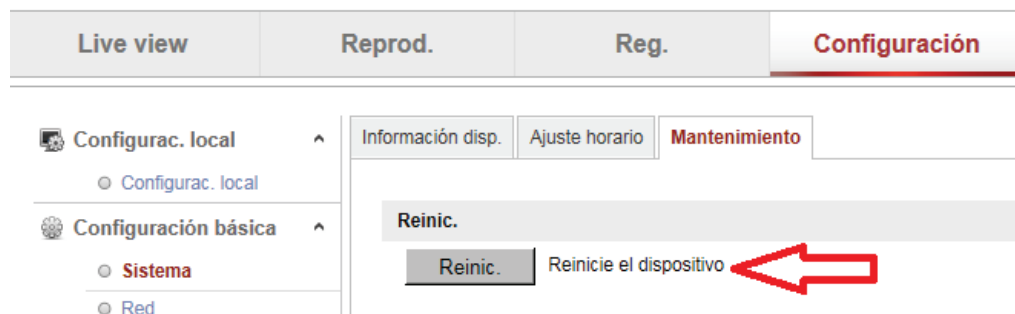 Live view Reprod. Reg. Configuración
Configurac. local
Configurac. local
Configuración básica
Sistema
Red
Información disp. Ajuste horario Mantenimiento
Reinic.
Reinic. Reinicie el dispositivo